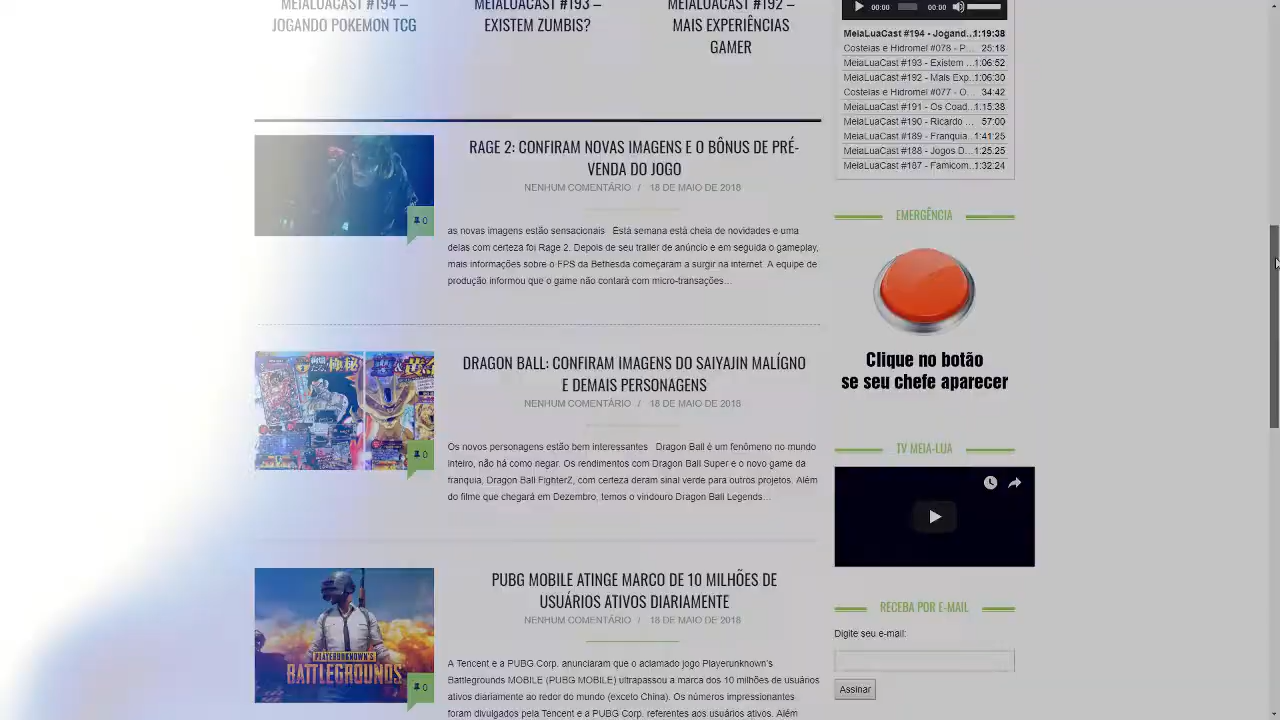 MEIALUACAST #194 –
JOGANDO POKEMON TCG
MEIALUACAST #193 –
EXISTEM ZUMBIS?
MEIALUACAST #192 –
MAIS EXPERIÊNCIAS
GAMER
RAGE 2: CONFIRAM NOVAS IMAGENS E O BÔNUS DE PRÉ-
VENDA DO JOGO
NENHUM COMENTÁRIO / 18 DE MAIO DE 2018
0
as novas imagens estão sensacionais Esta semana está cheia de novidades e uma
delas com certeza foi Rage 2. Depois de seu trailer de anúncio e em seguida o gameplay,
mais informações sobre o FPS da Bethesda começaram a surgir na internet. A equipe de
produção informou que o game não contará com micro-transações…
DRAGON BALL: CONFIRAM IMAGENS DO SAIYAJIN MALÍGNO
E DEMAIS PERSONAGENS
NENHUM COMENTÁRIO / 18 DE MAIO DE 2018
0
Os novos personagens estão bem interessantes Dragon Ball é um fenômeno no mundo
inteiro, não há como negar. Os rendimentos com Dragon Ball Super e o novo game da
franquia, Dragon Ball FighterZ, com certeza deram sinal verde para outros projetos. Além
do filme que chegará em Dezembro, temos o vindouro Dragon Ball Legends…
PUBG MOBILE ATINGE MARCO DE 10 MILHÕES DE
USUÁRIOS ATIVOS DIARIAMENTE
NENHUM COMENTÁRIO / 18 DE MAIO DE 2018
PLAYERUNKNOWN'S
BATTLEGROUNDS
0
A Tencent e a PUBG Corp. anunciaram que o aclamado jogo Playerunknown's
Battlegrounds MOBILE (PUBG MOBILE) ultrapassou a marca dos 10 milhões de usuários
ativos diariamente ao redor do mundo (exceto China). Os números impressionantes
foram divulgados pela Tencent e a PUBG Corp. referentes aos usuários ativos. Além
00:00 00:00
MeiaLuaCast #194 - Jogand... 1:19:38
Costelas e Hidromel #078 - P... 25:18
MeiaLuaCast #193 - Existem ... 1:06:52
MeiaLuaCast #192 - Mais Exp... 1:06:30
Costelas e Hidromel #077 - O... 34:42
MeiaLuaCast #191 - Os Coad... 1:15:38
MeiaLuaCast #190 - Ricardo ... 57:00
MeiaLuaCast #189 - Franquia... 1:41:25
MeiaLuaCast #188 - Jogos D... 1:25:25
MeiaLuaCast #187 - Famicom... 1:32:24
EMERGÊNCIA
Clique no botão
se seu chefe aparecer
TV MEIA-LUA
RECEBA POR E-MAIL
Digite seu e-mail:
Assinar